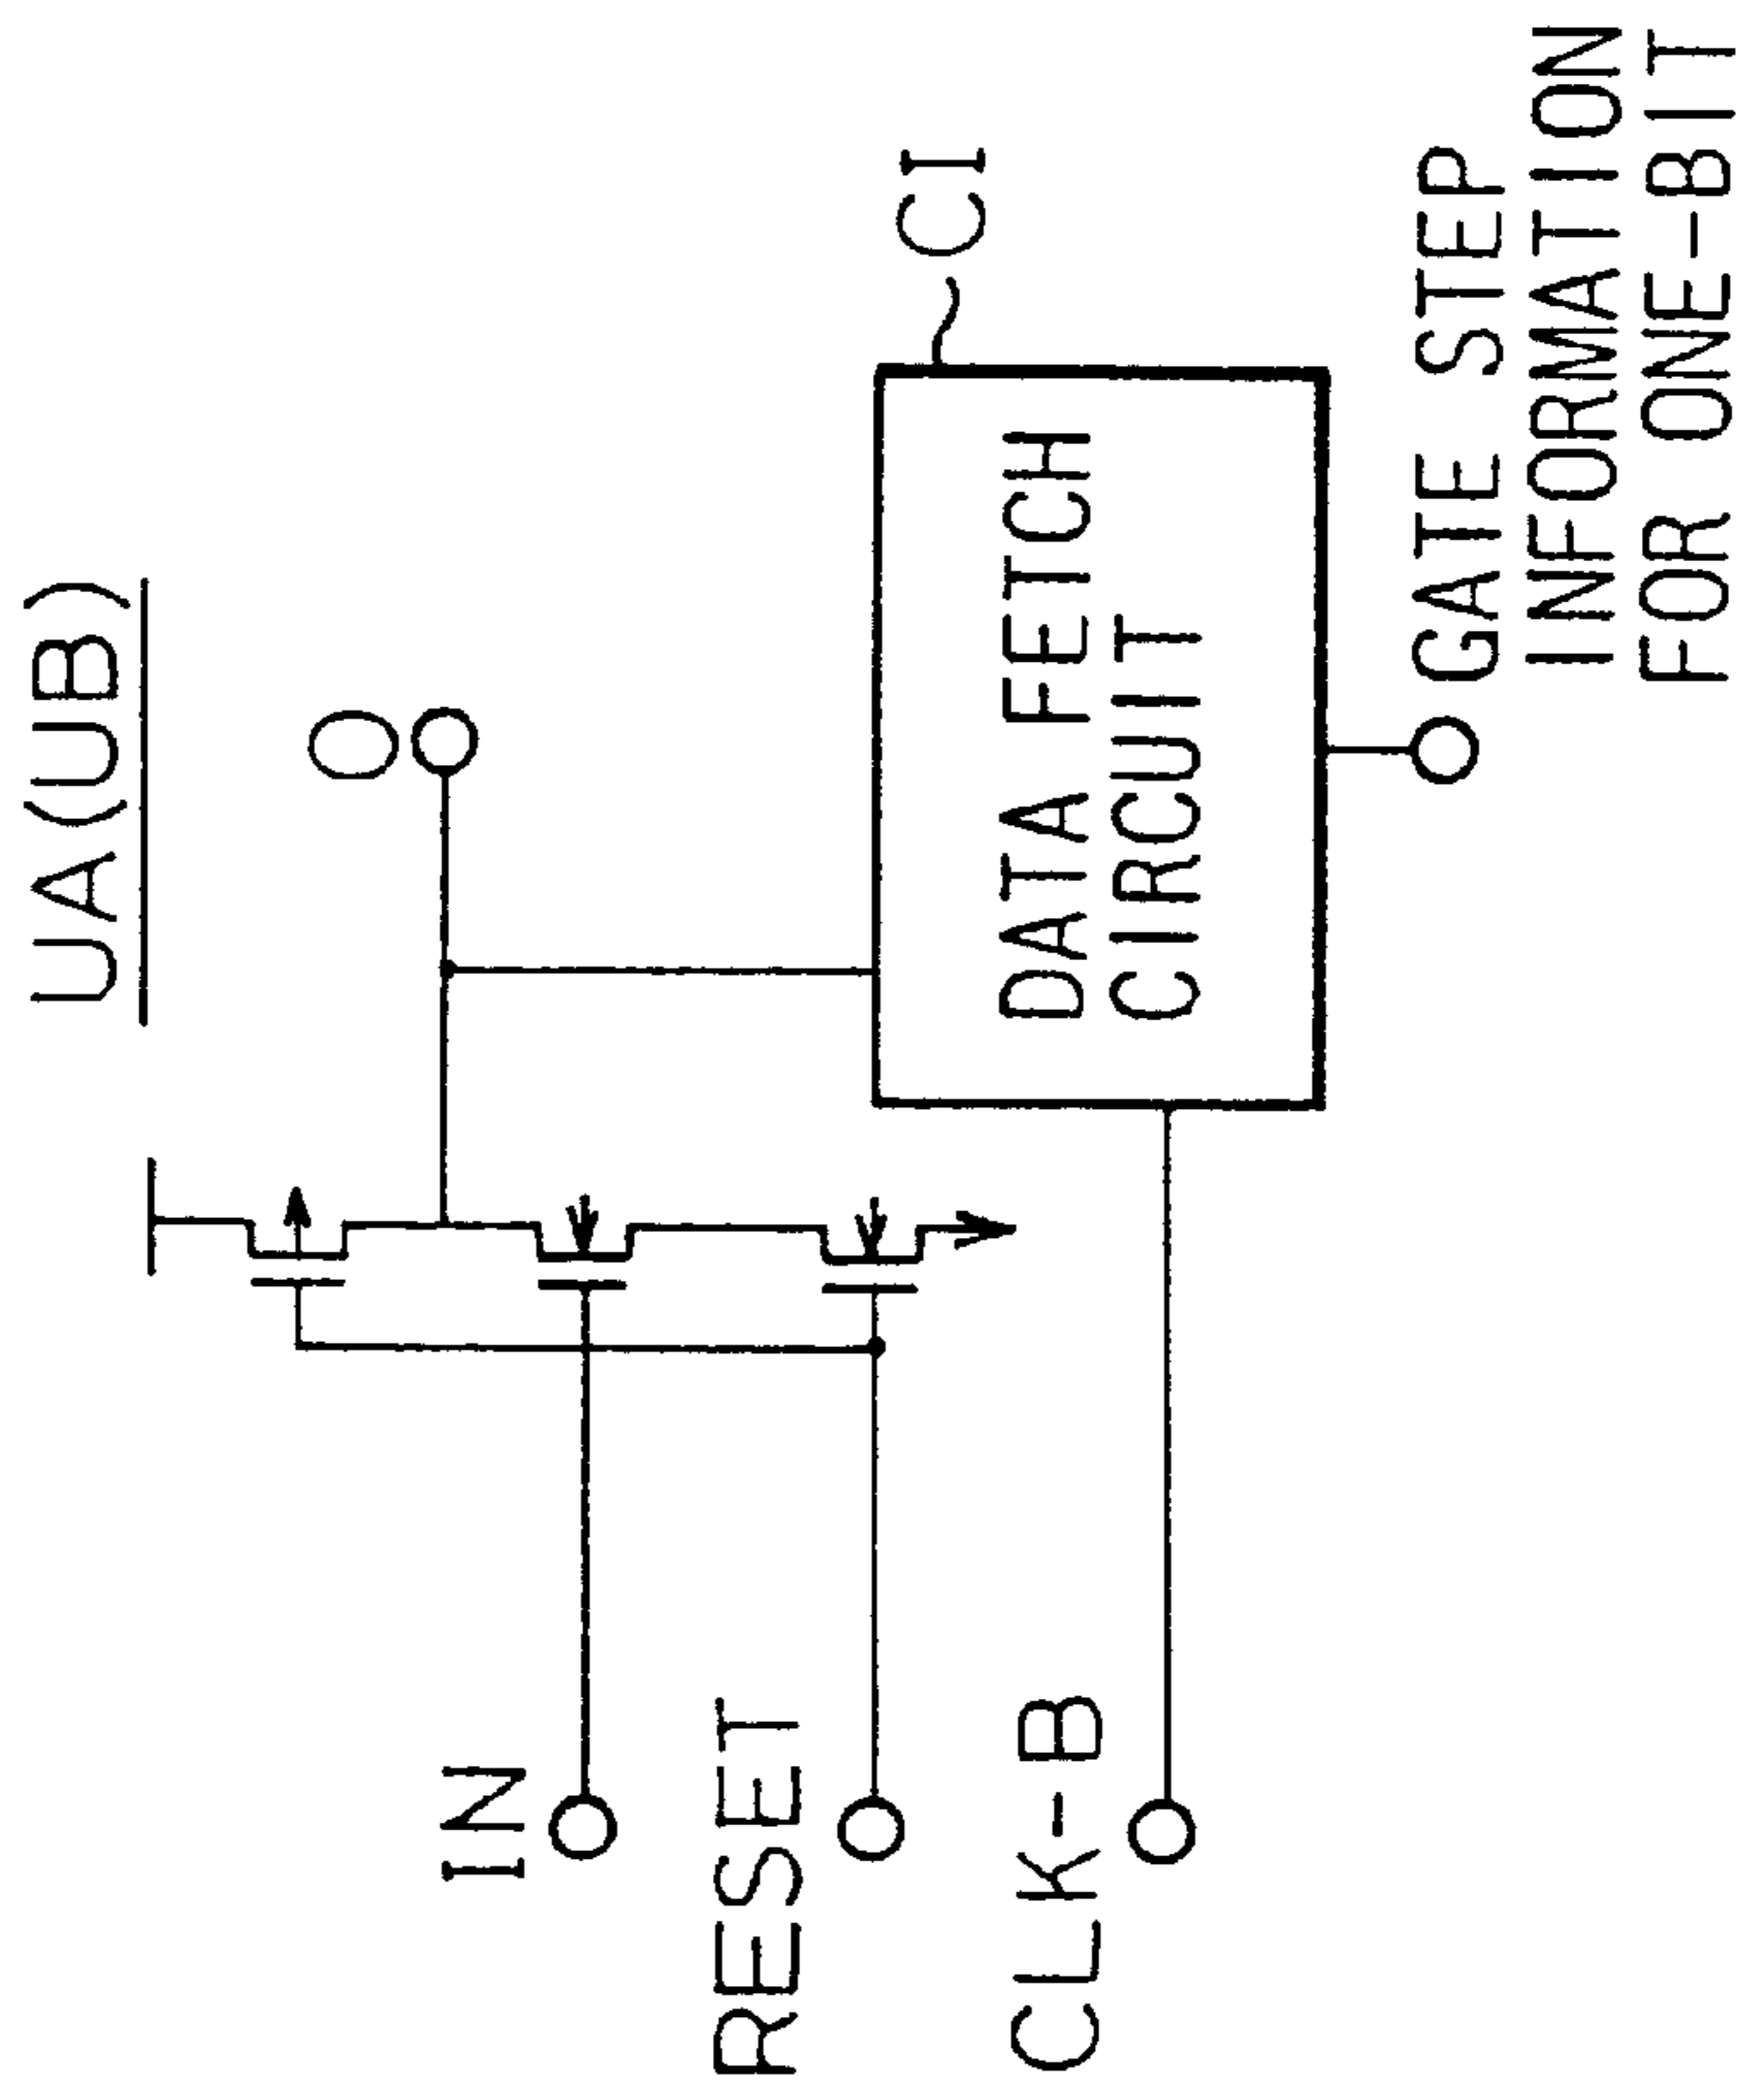 UA(UB)
O
IN
RESET
CLK-B
CI
DATA FETCH
CIRCUIT
GATE STEP
INFORMATION
FOR ONE-BIT